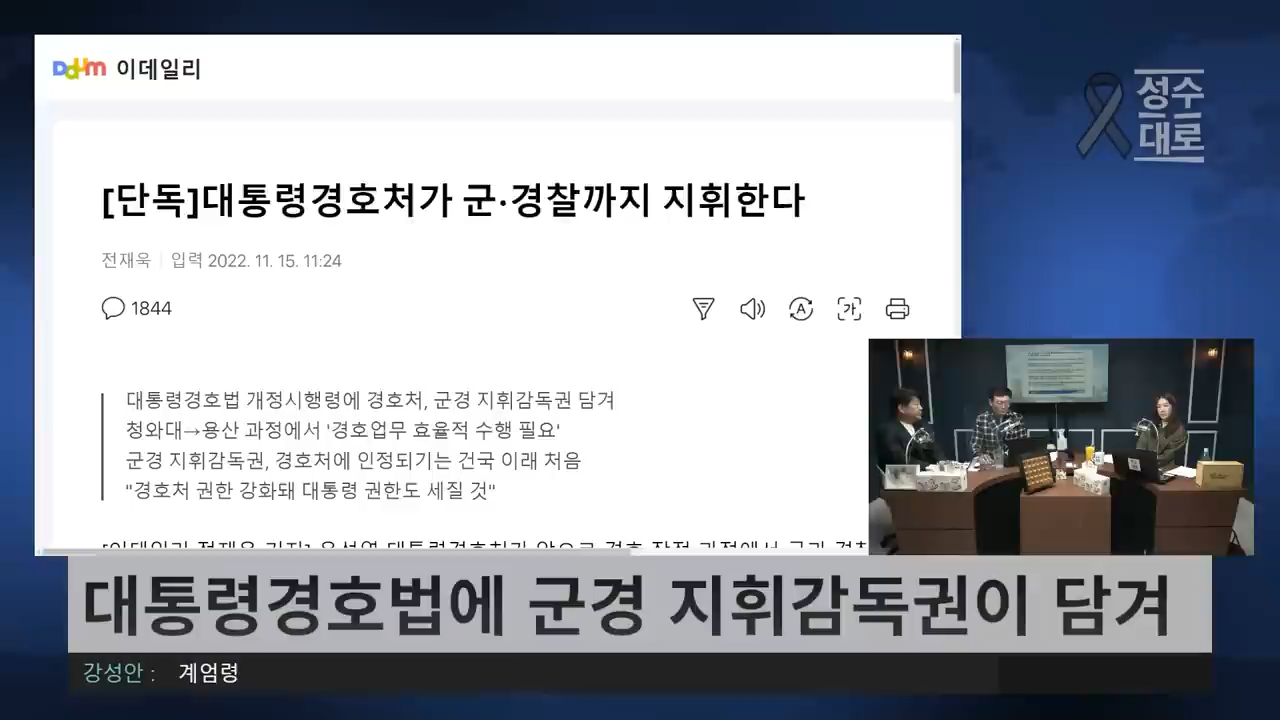 Daum 이데일리
성수
대로
[단독]대통령경호처가 군·경찰까지 지휘한다
전재욱 입력 2022. 11. 15. 11:24
1844
대통령경호법 개정시행령에 경호처, 군경 지휘감독권 담겨
청와대→용산 과정에서 '경호업무 효율적 수행 필요'
군경 지휘감독권, 경호처에 인정되기는 건국 이래 처음
"경호처 권한 강화돼 대통령 권한도 세질 것"
대통령경호법에 군경 지휘감독권이 담겨
강성안 : 계엄령